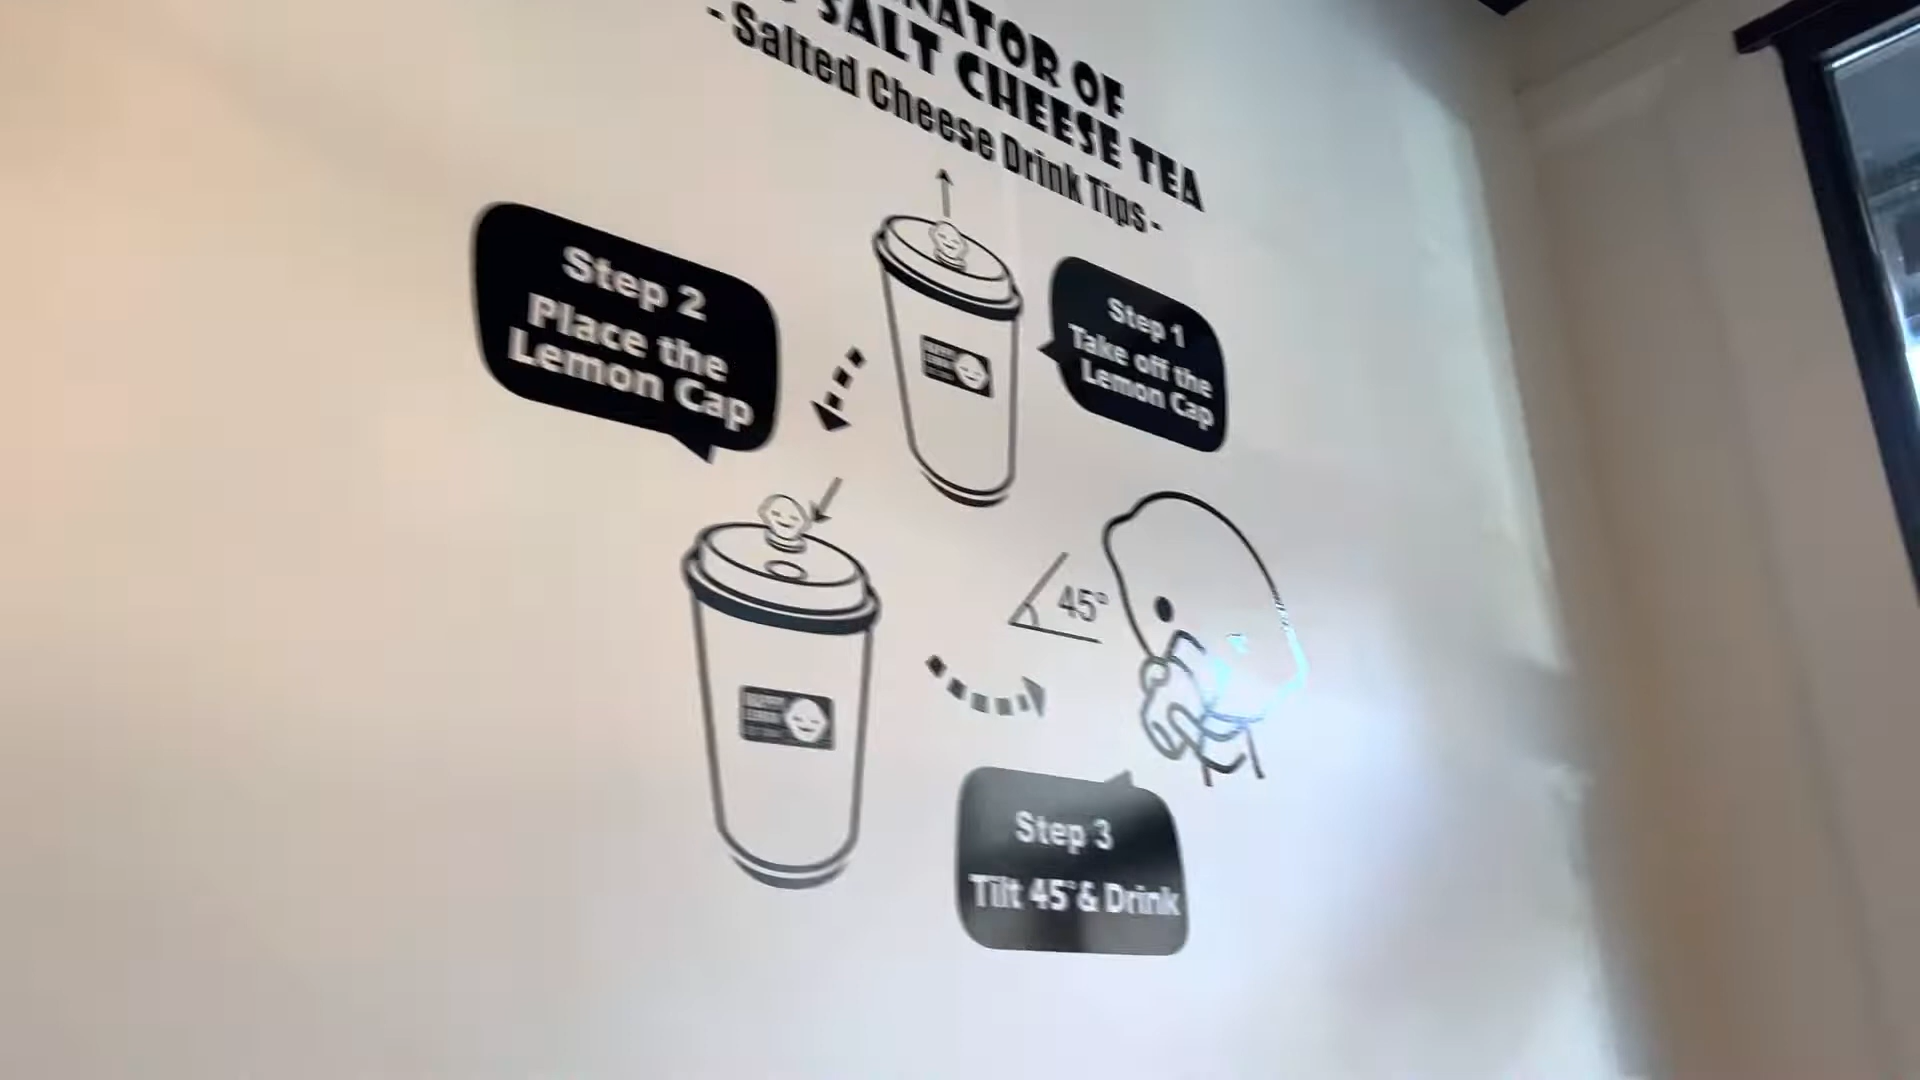 OF
SALT CHEESE TEA
- Salted Cheese Drink Tips -
Step 1
Take off the
Lemon Cap
Step 2
Place the
Lemon Cap
45°
Step 3
Tilt 45°& Drink